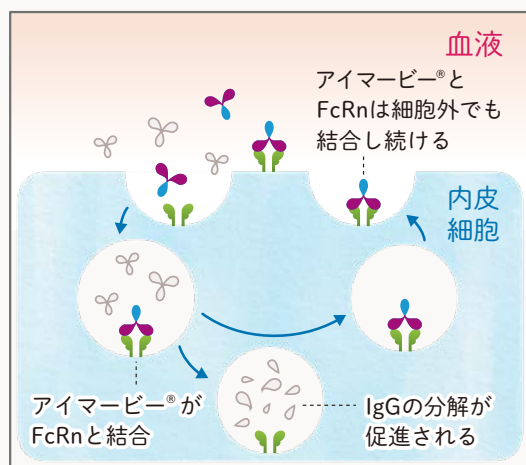 血液
アイマービー®と
FcRnは細胞外でも
結合し続ける
内皮
細胞
アイマービー®が
FcRnと結合
IgGの分解が
促進される